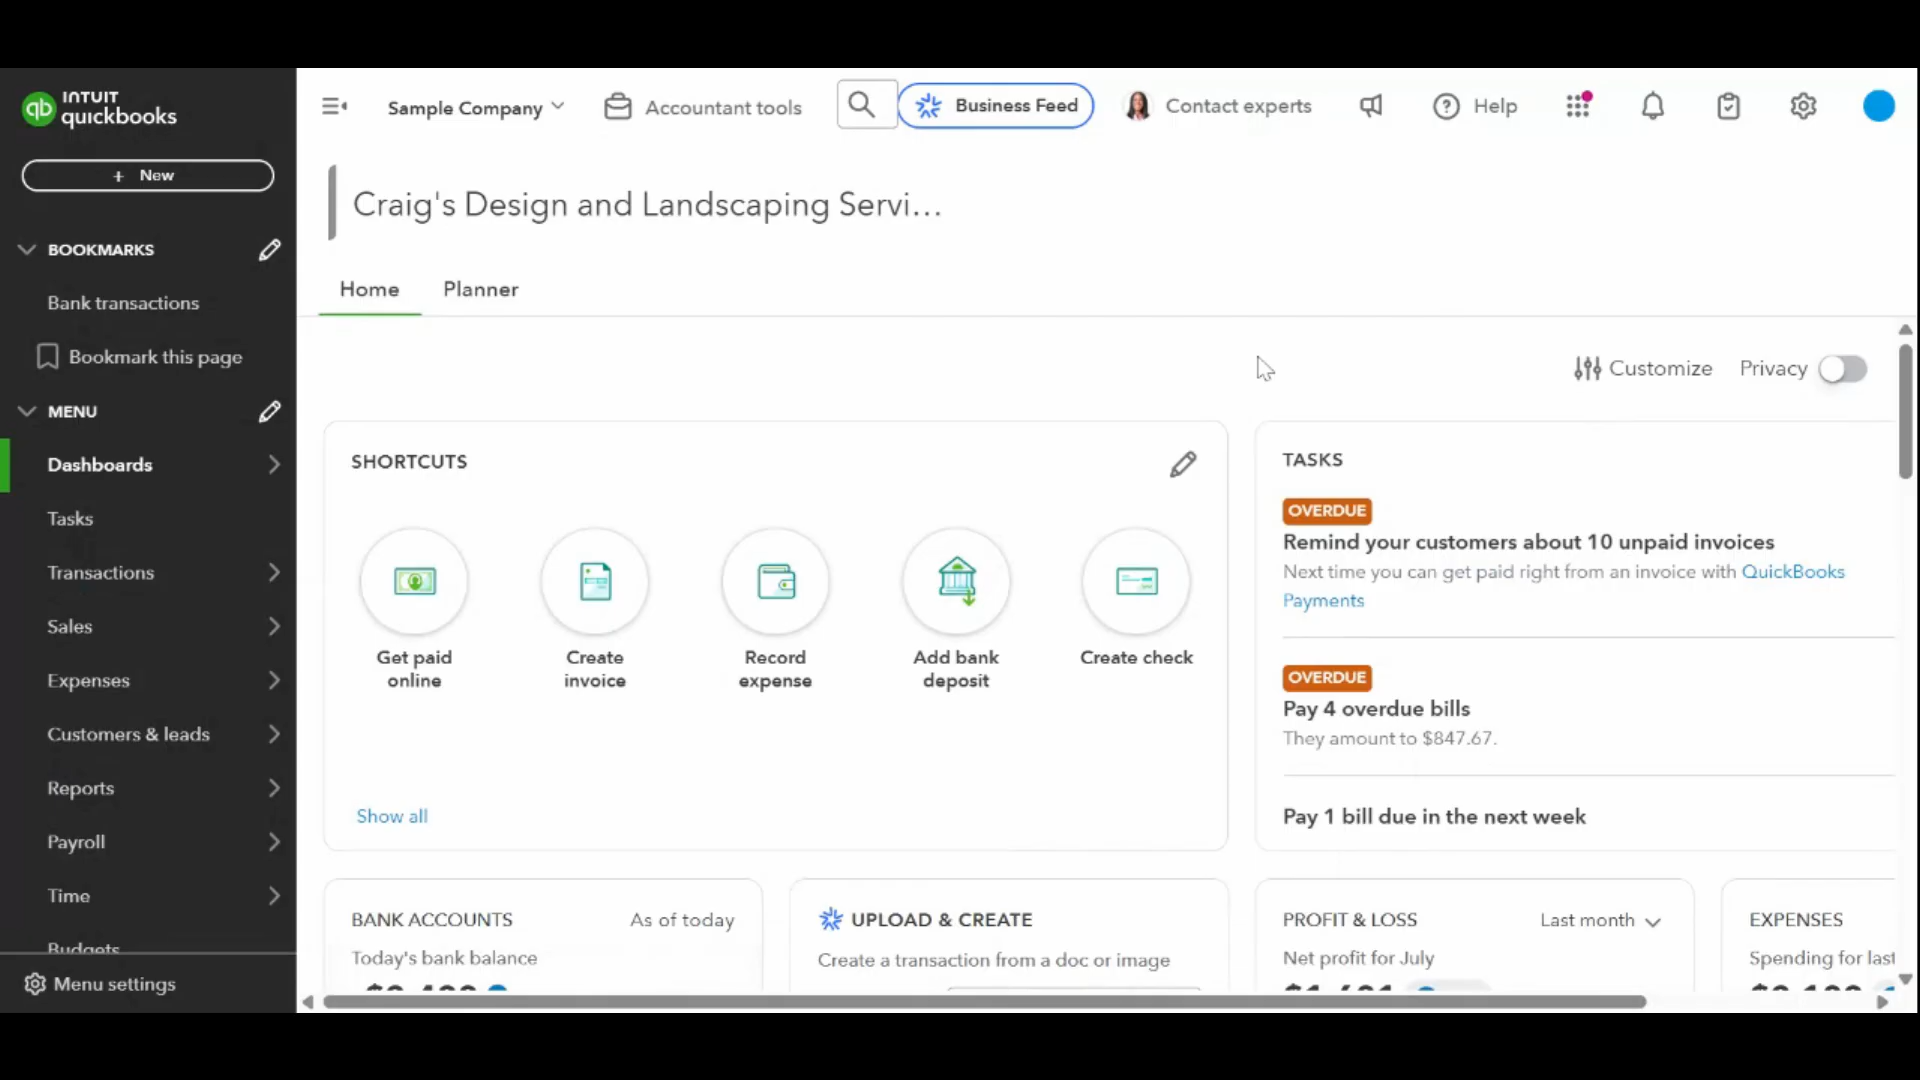 INTUIT
quickbooks
qb
Sample Company
Accountant tools
Business Feed
Contact experts
Help
+ New
Craig's Design and Landscaping Servi...
BOOKMARKS
Bank transactions
Bookmark this page
MENU
Dashboards
Tasks
Transactions
Sales
Expenses
Customers & leads
Reports
Payroll
Time
Budgets
Menu settings
Home
Planner
Customize
Privacy
SHORTCUTS
Get paid
online
Create
invoice
Record
expense
Add bank
deposit
Create check
Show all
TASKS
OVERDUE
Remind your customers about 10 unpaid invoices
Next time you can get paid right from an invoice with QuickBooks
Payments
OVERDUE
Pay 4 overdue bills
They amount to $847.67.
Pay 1 bill due in the next week
BANK ACCOUNTS
As of today
Today's bank balance
UPLOAD & CREATE
Create a transaction from a doc or image
PROFIT & LOSS
Last month
Net profit for July
EXPENSES
Spending for last